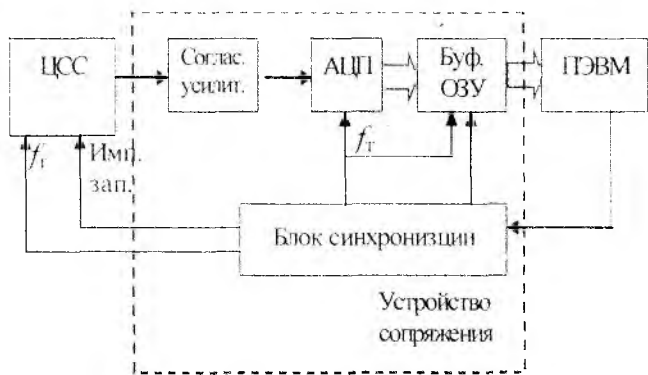 ЦСС
Соглас.
усилит.
АЦП
Буф.
ОЗУ
ПЭВМ
fт
Имп.
зап.
fт
Блок синхронизции
Устройство
сопряжения